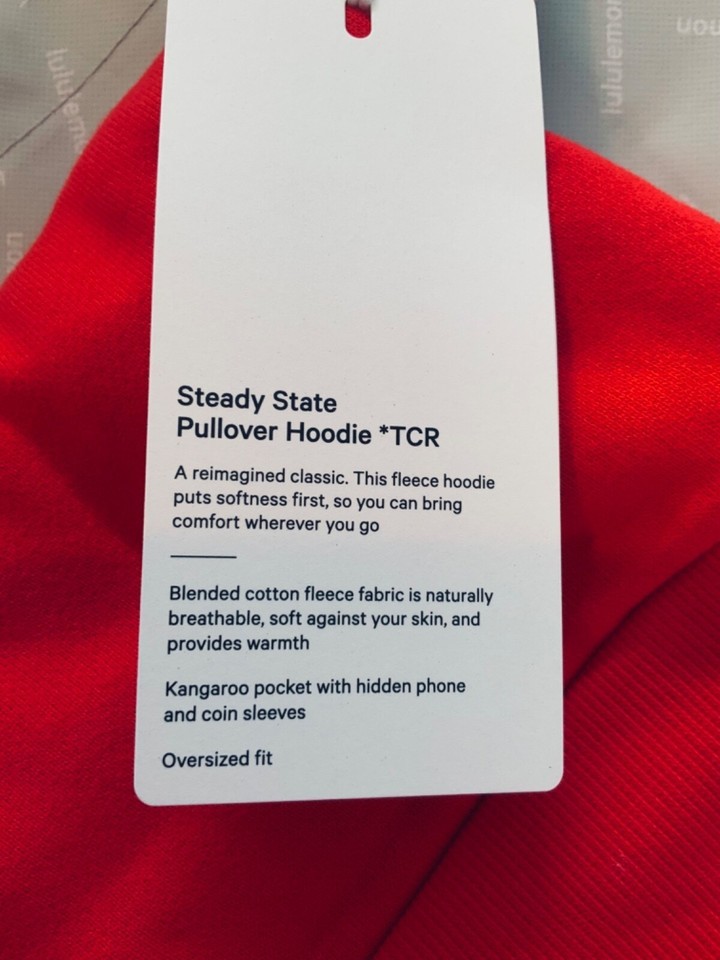 lululemon
Steady State
Pullover Hoodie *TCR
A reimagined classic. This fleece hoodie
puts softness first, so you can bring
comfort wherever you go
Blended cotton fleece fabric is naturally
breathable, soft against your skin, and
provides warmth
Kangaroo pocket with hidden phone
and coin sleeves
Oversized fit